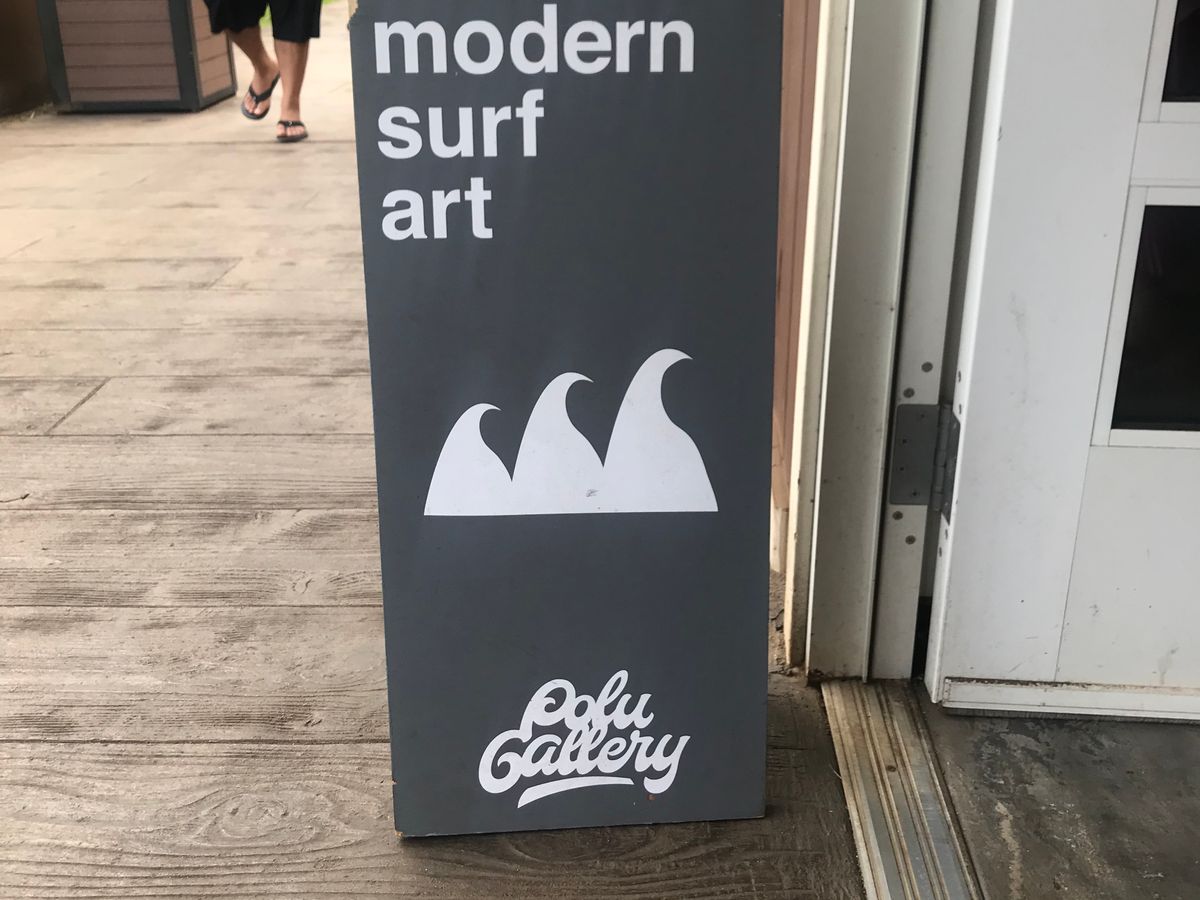 modern
surf
art
Polu
Gallery